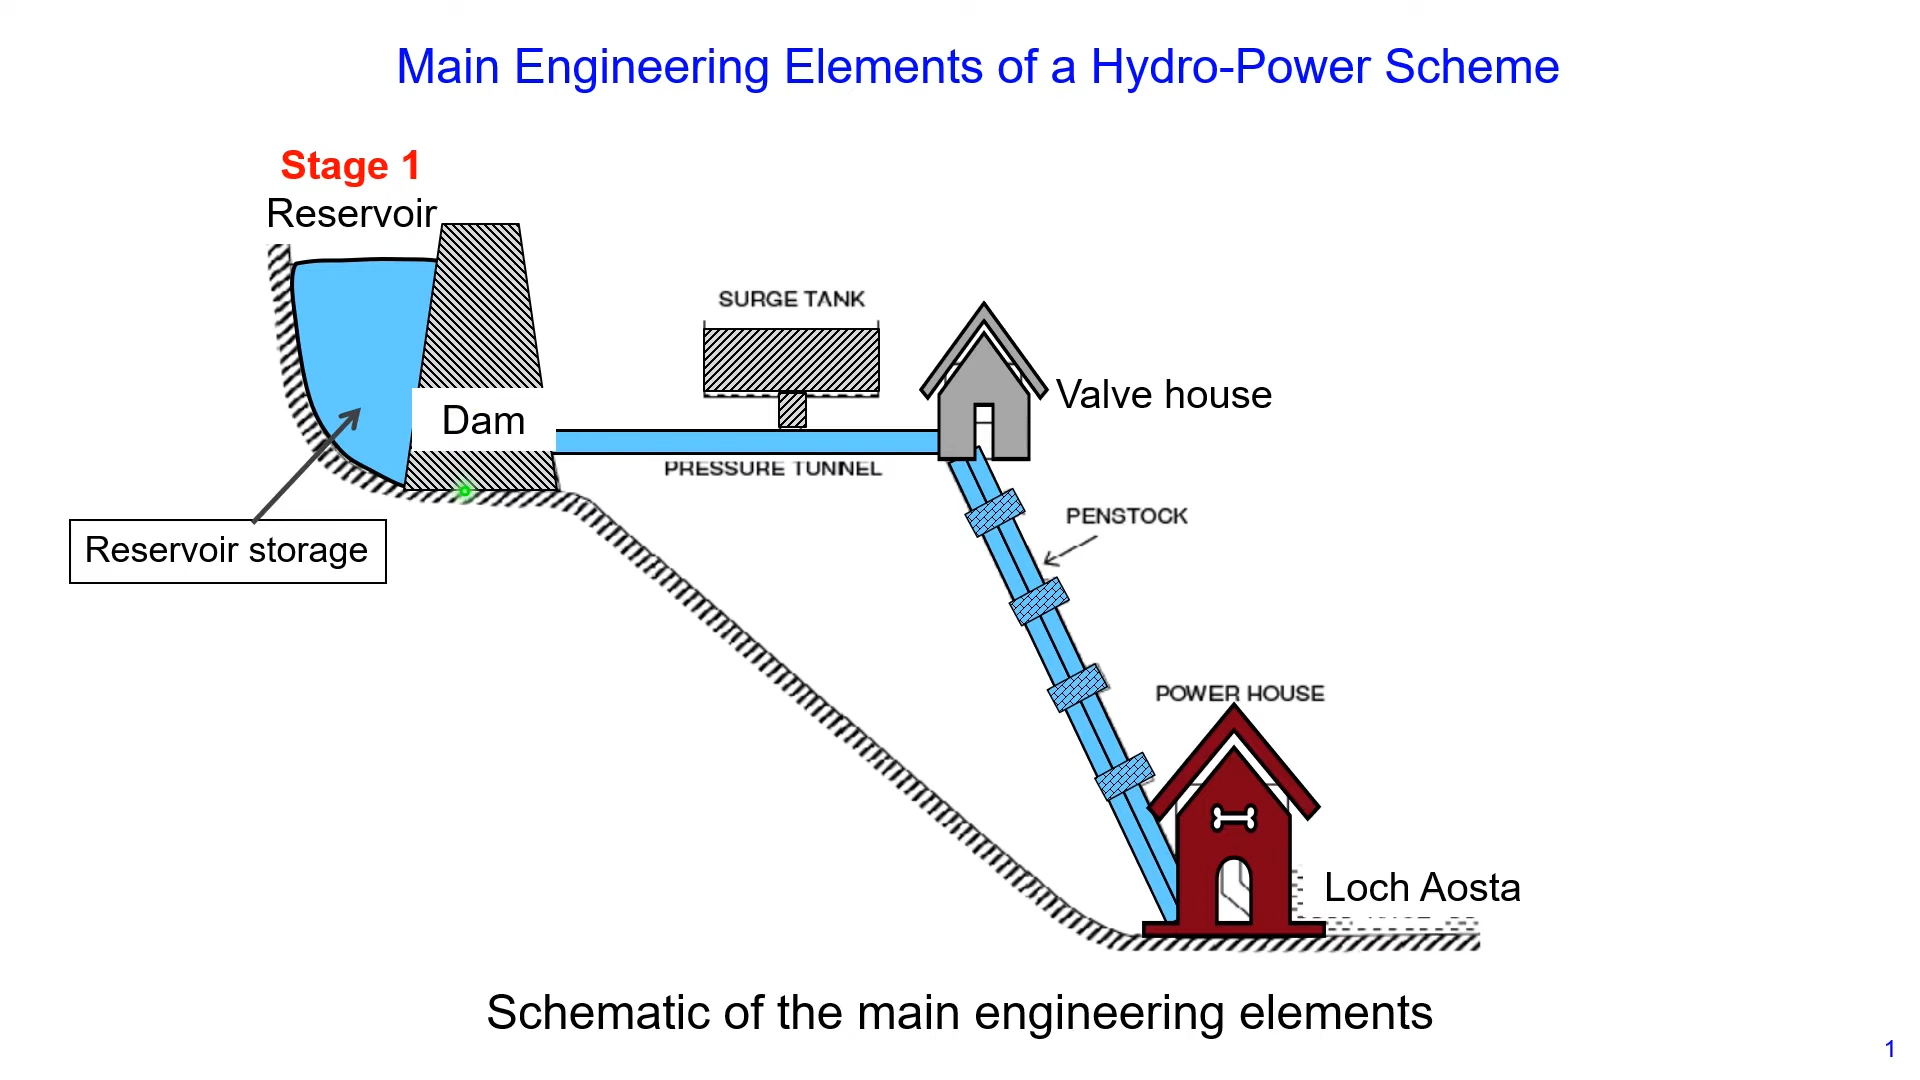 Main Engineering Elements of a Hydro-Power Scheme
Stage 1
Reservoir
SURGE TANK
Valve house
Dam
PRESSURE TUNNEL
PENSTOCK
Reservoir storage
POWER HOUSE
Loch Aosta
Schematic of the main engineering elements
1